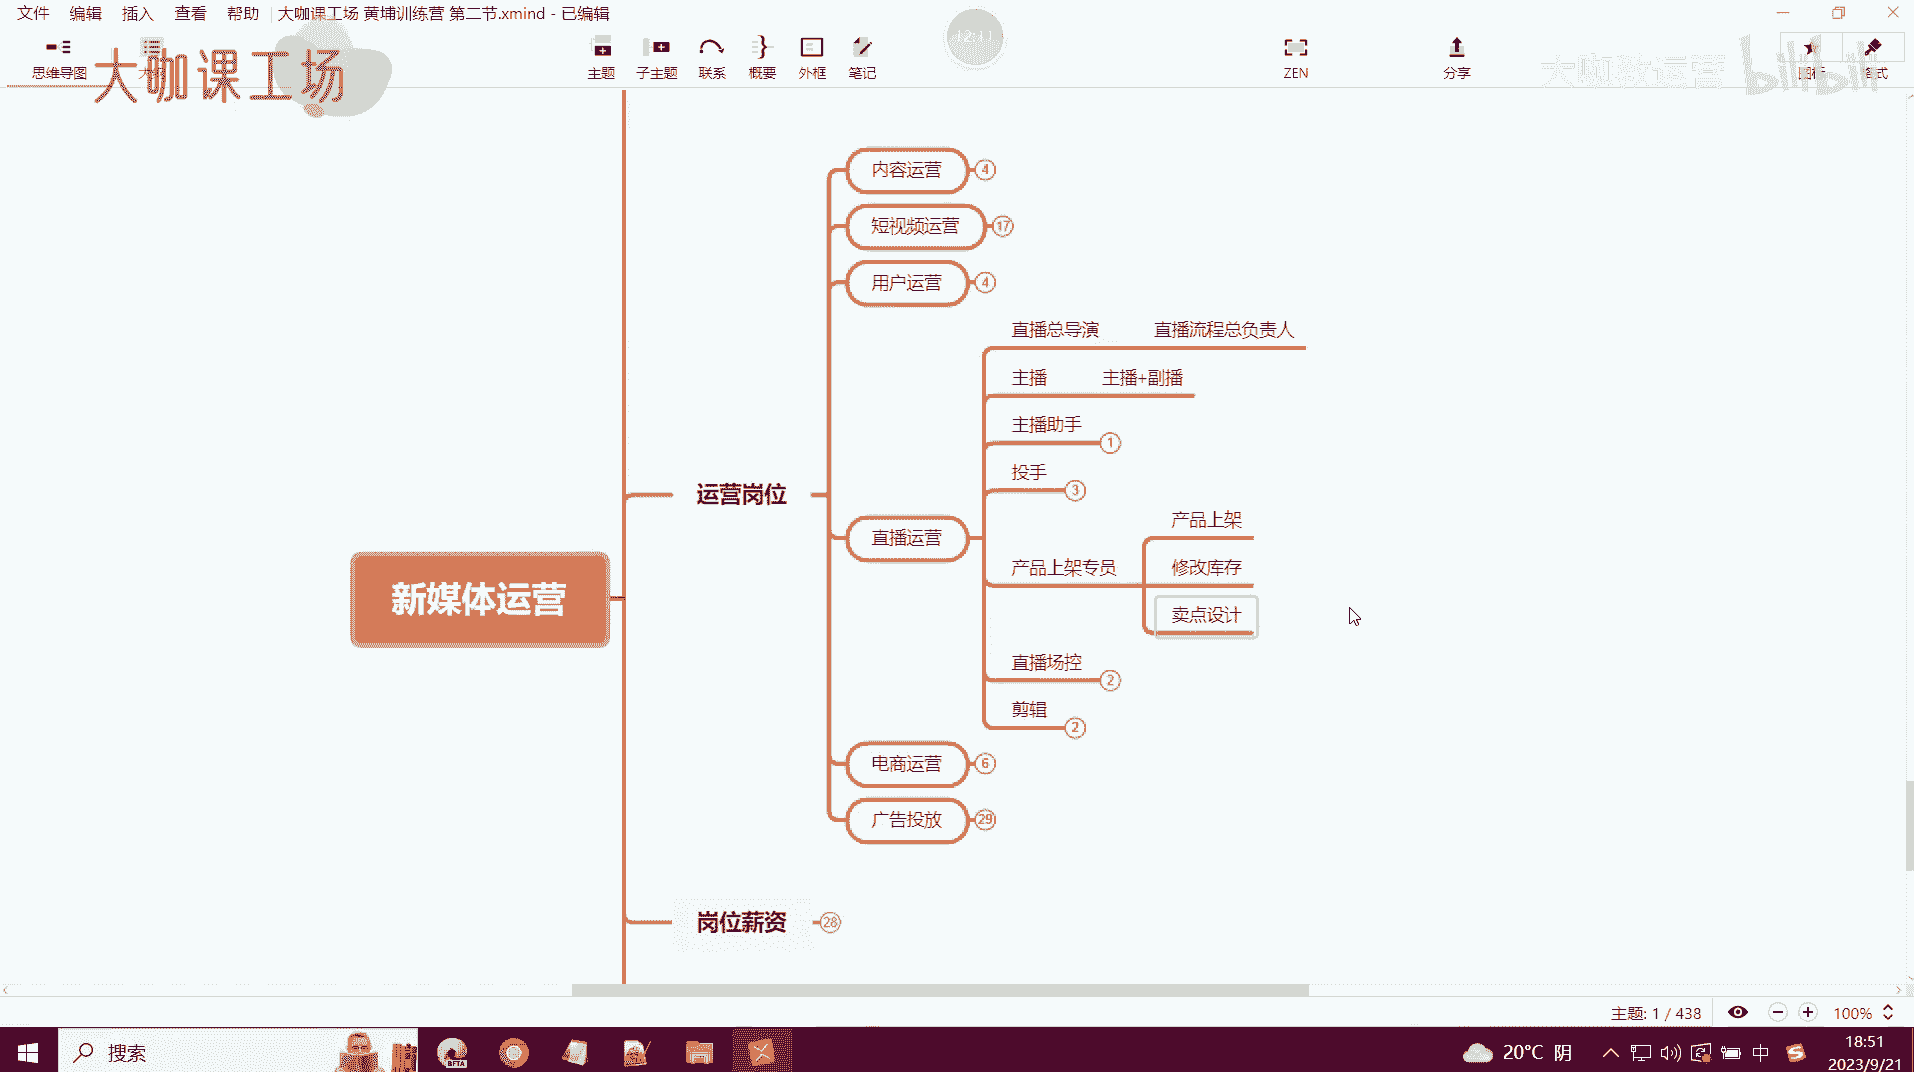 文件 编辑 插入 查看 帮助 大咖课工场 黄埔训练营 第二节.xmind - 已编辑
思维导图 主题 子主题 联系 概要 外框 笔记 ZEN 分享
大咖课工场
大咖教运营 bilibili
内容运营 4
短视频运营 17
用户运营 4
直播总导演 直播流程总负责人
主播 主播+副播
主播助手 1
投手 3
运营岗位
产品上架
直播运营
产品上架专员 修改库存
新媒体运营
卖点设计
直播场控 2
剪辑 2
电商运营 6
广告投放 29
岗位薪资 28
主题: 1 / 438 100%
搜索 BETA 20°C 阴 中 18:51
2023/9/21